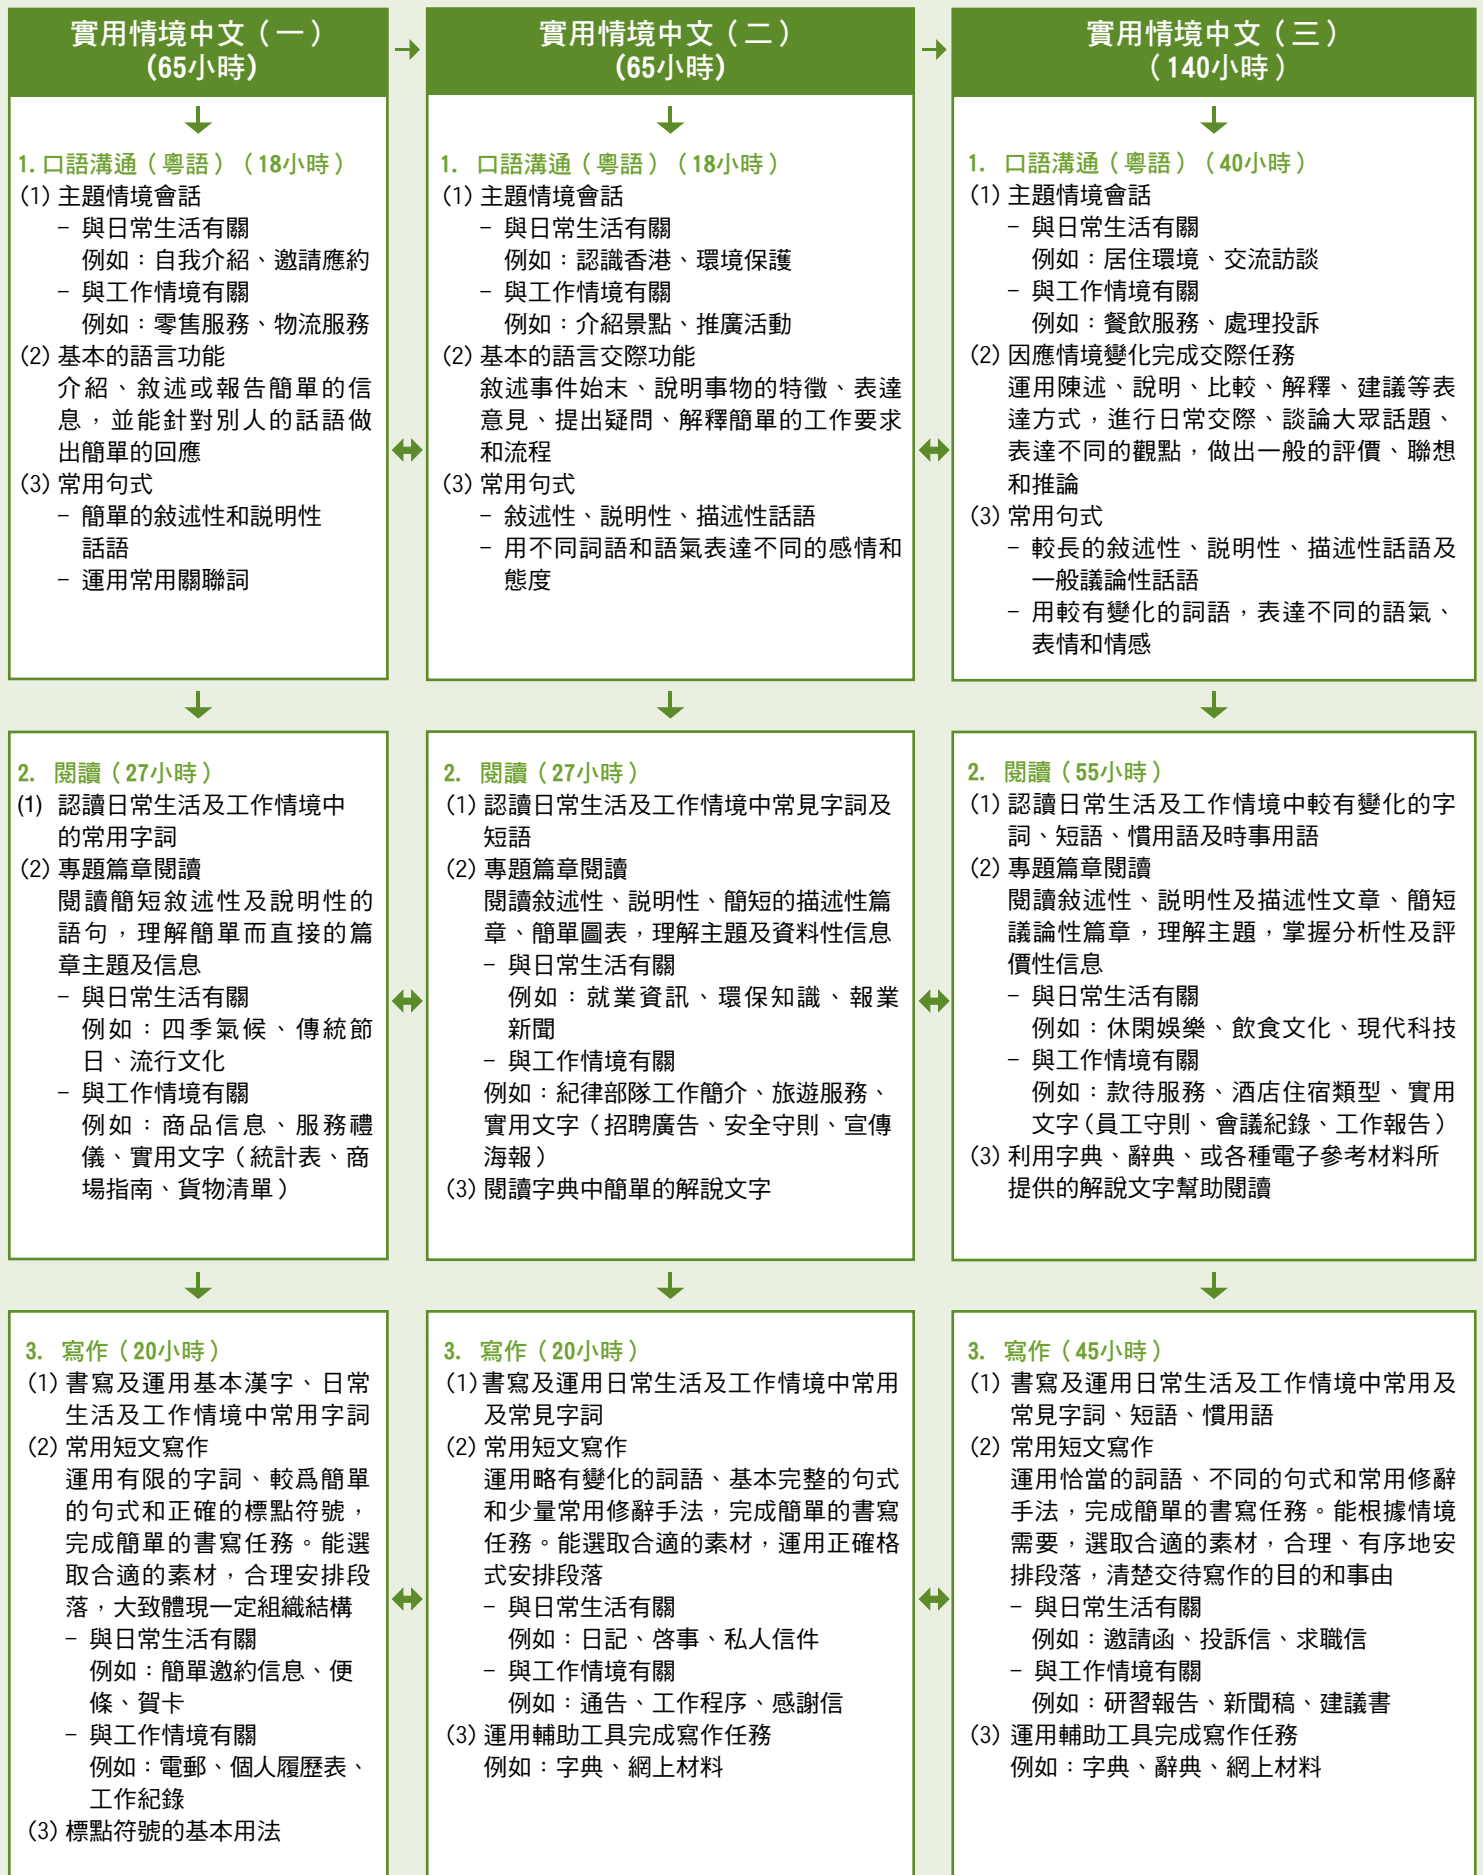 實用情境中文（一）
(65小時)
實用情境中文（二）
(65小時)
實用情境中文（三）
（140小時）
1. 口語溝通（粵語）（18小時）
(1) 主題情境會話
– 與日常生活有關
例如：自我介紹、邀請應約
– 與工作情境有關
例如：零售服務、物流服務
(2) 基本的語言功能
介紹、敘述或報告簡單的信
息，並能針對別人的話語做
出簡單的回應
(3) 常用句式
– 簡單的敍述性和説明性
話語
– 運用常用關聯詞
1. 口語溝通（粵語）（18小時）
(1) 主題情境會話
– 與日常生活有關
例如：認識香港、環境保護
– 與工作情境有關
例如：介紹景點、推廣活動
(2) 基本的語言交際功能
敘述事件始末、說明事物的特徵、表達
意見、提出疑問、解釋簡單的工作要求
和流程
(3) 常用句式
– 敍述性、説明性、描述性話語
– 用不同詞語和語氣表達不同的感情和
態度
1. 口語溝通（粵語）（40小時）
(1) 主題情境會話
– 與日常生活有關
例如：居住環境、交流訪談
– 與工作情境有關
例如：餐飲服務、處理投訴
(2) 因應情境變化完成交際任務
運用陳述、說明、比較、解釋、建議等表
達方式，進行日常交際、談論大眾話題、
表達不同的觀點，做出一般的評價、聯想
和推論
(3) 常用句式
– 較長的敍述性、説明性、描述性話語及
一般議論性話語
– 用較有變化的詞語，表達不同的語氣、
表情和情感
2. 閱讀（27小時）
(1) 認讀日常生活及工作情境中
的常用字詞
(2) 專題篇章閱讀
閱讀簡短敘述性及說明性的
語句，理解簡單而直接的篇
章主題及信息
– 與日常生活有關
例如：四季氣候、傳統節
日、流行文化
– 與工作情境有關
例如：商品信息、服務禮
儀、實用文字（統計表、商
場指南、貨物清單）
2. 閱讀（27小時）
(1) 認讀日常生活及工作情境中常見字詞及
短語
(2) 專題篇章閱讀
閱讀敍述性、説明性、簡短的描述性篇
章、簡單圖表，理解主題及資料性信息
– 與日常生活有關
例如：就業資訊、環保知識、報業
新聞
– 與工作情境有關
例如：紀律部隊工作簡介、旅遊服務、
實用文字（招聘廣告、安全守則、宣傳
海報）
(3) 閱讀字典中簡單的解說文字
2. 閱讀（55小時）
(1) 認讀日常生活及工作情境中較有變化的字
詞、短語、慣用語及時事用語
(2) 專題篇章閱讀
閱讀敍述性、説明性及描述性文章、簡短
議論性篇章，理解主題，掌握分析性及評
價性信息
– 與日常生活有關
例如：休閑娛樂、飲食文化、現代科技
– 與工作情境有關
例如：款待服務、酒店住宿類型、實用
文字（員工守則、會議紀錄、工作報告）
(3) 利用字典、辭典、或各種電子參考材料所
提供的解說文字幫助閱讀
3. 寫作（20小時）
(1) 書寫及運用基本漢字、日常
生活及工作情境中常用字詞
(2) 常用短文寫作
運用有限的字詞、較爲簡單
的句式和正確的標點符號，
完成簡單的書寫任務。能選
取合適的素材，合理安排段
落，大致體現一定組織結構
– 與日常生活有關
例如：簡單邀約信息、便
條、賀卡
– 與工作情境有關
例如：電郵、個人履歷表、
工作紀錄
(3) 標點符號的基本用法
3. 寫作（20小時）
(1) 書寫及運用日常生活及工作情境中常用
及常見字詞
(2) 常用短文寫作
運用略有變化的詞語、基本完整的句式
和少量常用修辭手法，完成簡單的書寫
任務。能選取合適的素材，運用正確格
式安排段落
– 與日常生活有關
例如：日記、啓事、私人信件
– 與工作情境有關
例如：通告、工作程序、感謝信
(3) 運用輔助工具完成寫作任務
例如：字典、網上材料
3. 寫作（45小時）
(1) 書寫及運用日常生活及工作情境中常用及
常見字詞、短語、慣用語
(2) 常用短文寫作
運用恰當的詞語、不同的句式和常用修辭
手法，完成簡單的書寫任務。能根據情境
需要，選取合適的素材，合理、有序地安
排段落，清楚交待寫作的目的和事由
– 與日常生活有關
例如：邀請函、投訴信、求職信
– 與工作情境有關
例如：研習報告、新聞稿、建議書
(3) 運用輔助工具完成寫作任務
例如：字典、辭典、網上材料